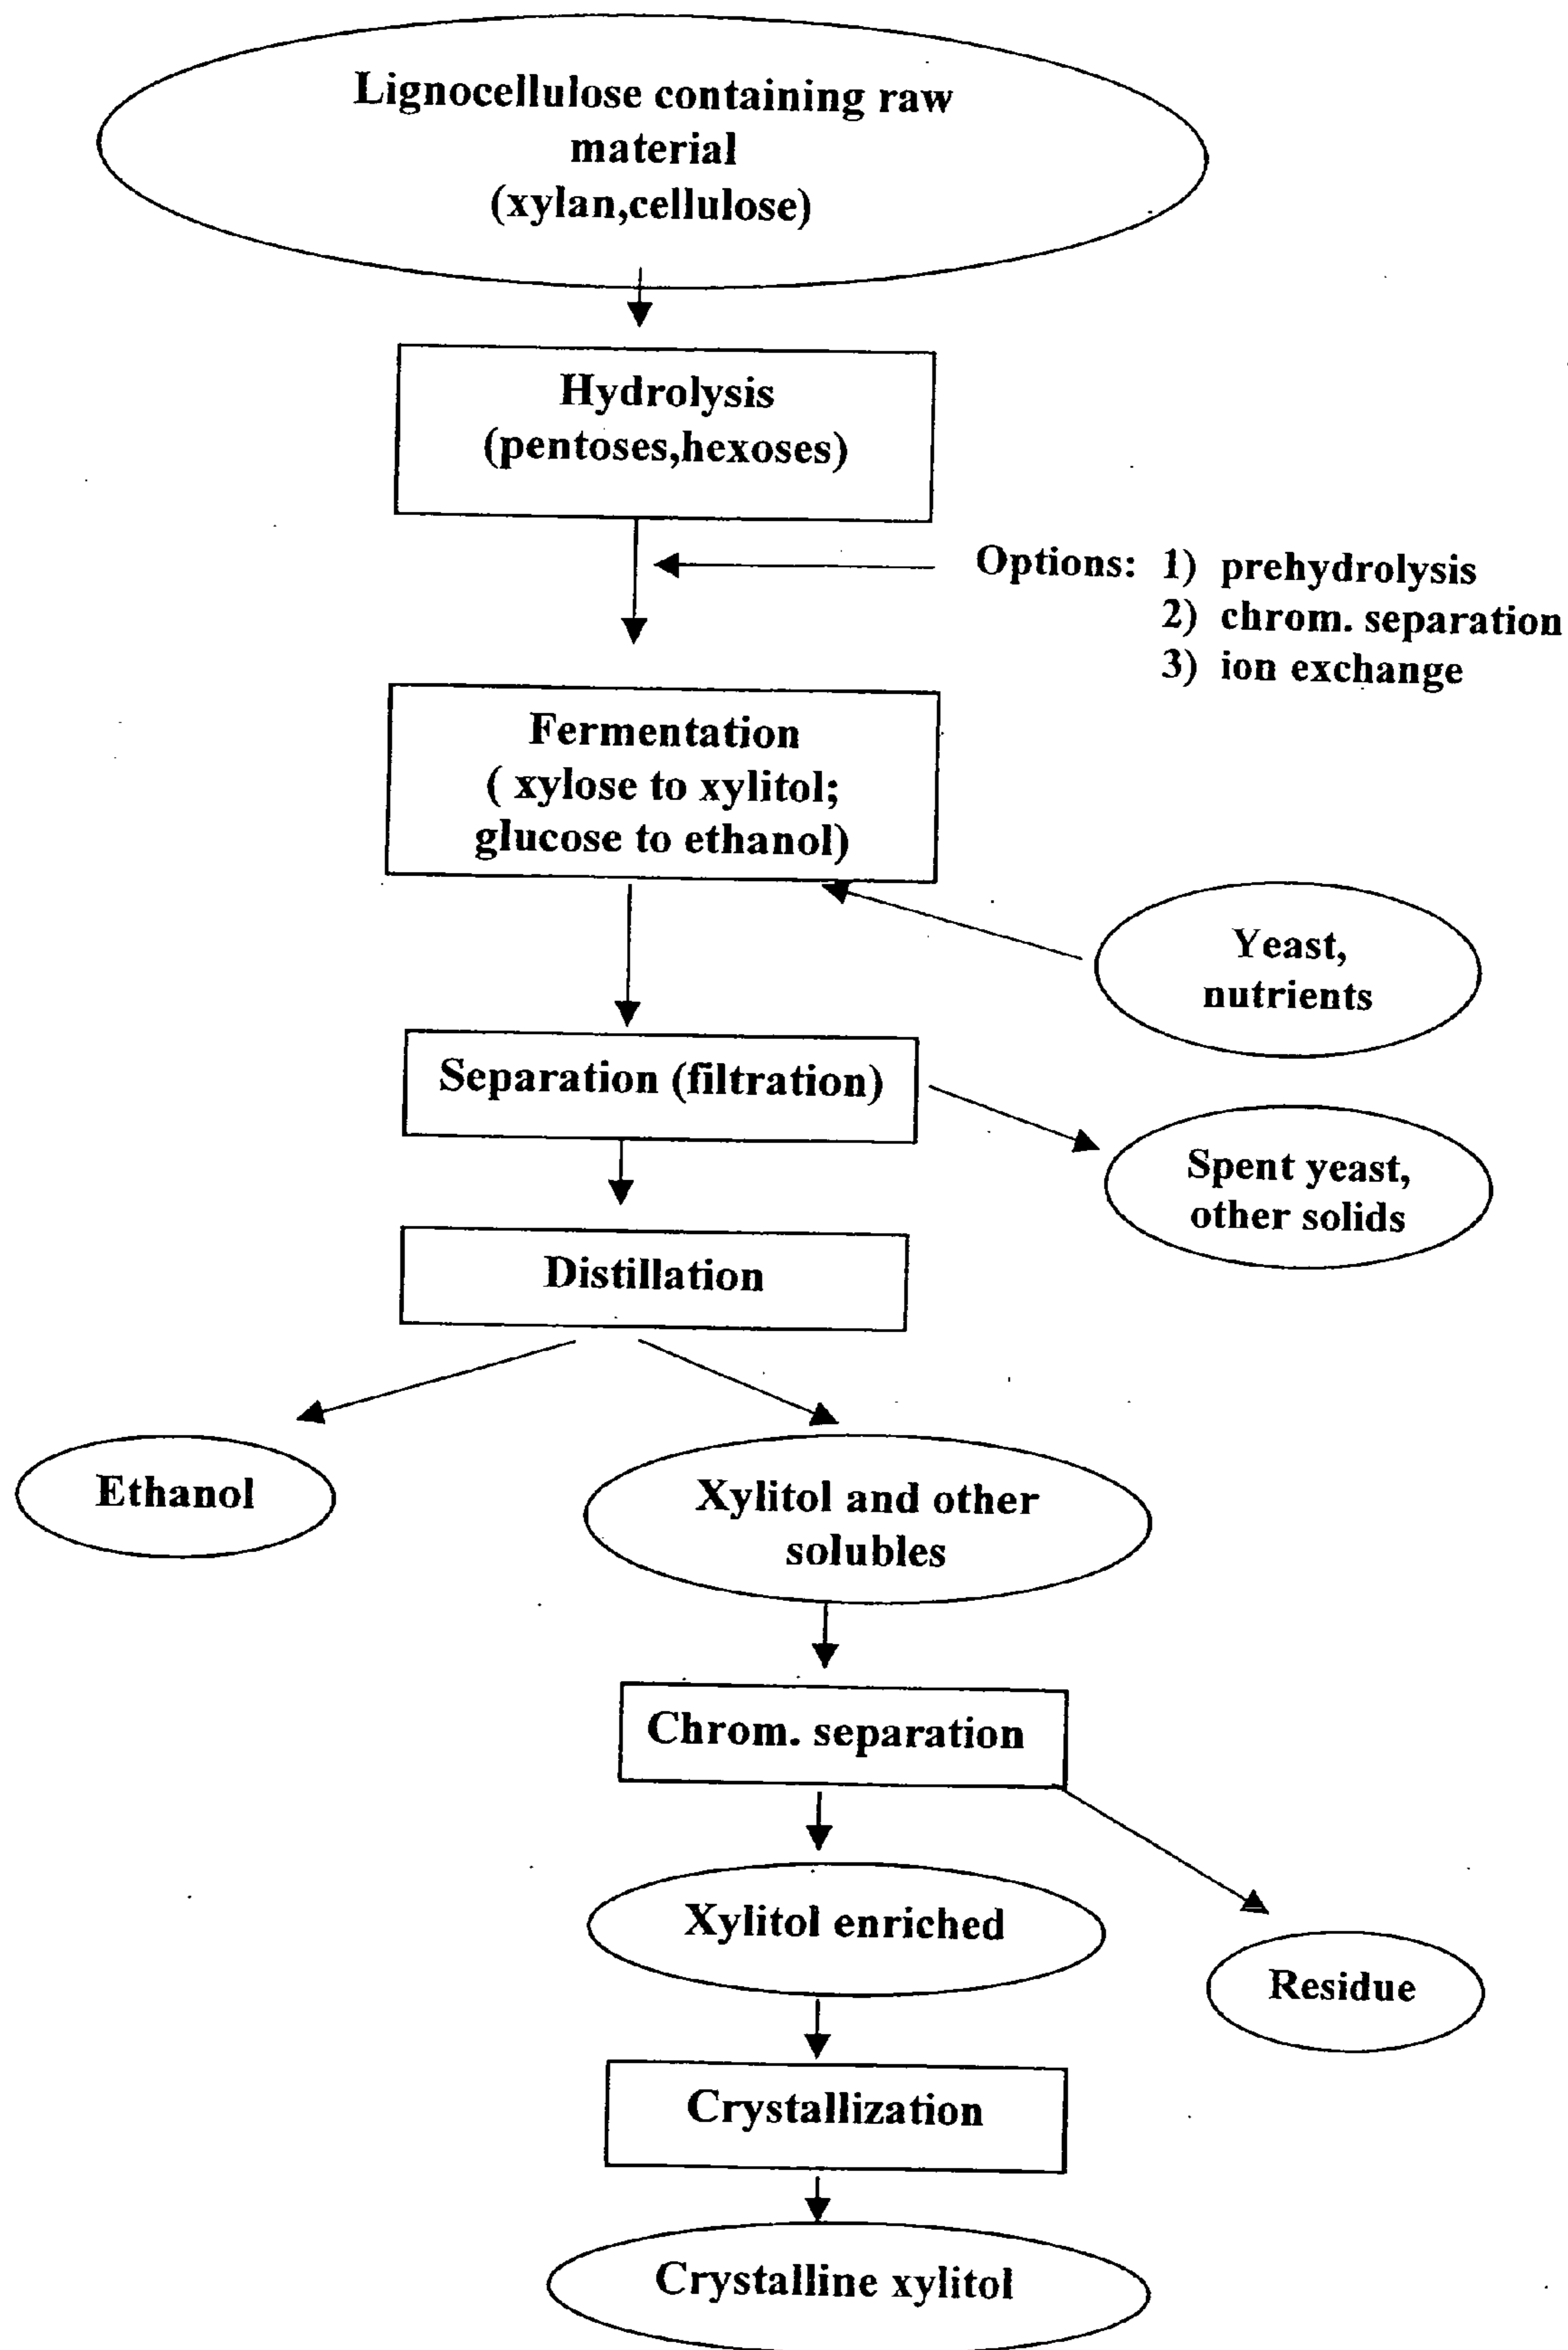 Lignocellulose containing raw
material
(xylan,cellulose)
Hydrolysis
(pentoses,hexoses)
Options: 1) prehydrolysis
2) chrom. separation
3) ion exchange
Fermentation
( xylose to xylitol;
glucose to ethanol)
Yeast,
nutrients
Separation (filtration)
Spent yeast,
other solids
Distillation
Ethanol
Xylitol and other
solubles
Chrom. separation
Xylitol enriched
Residue
Crystallization
Crystalline xylitol